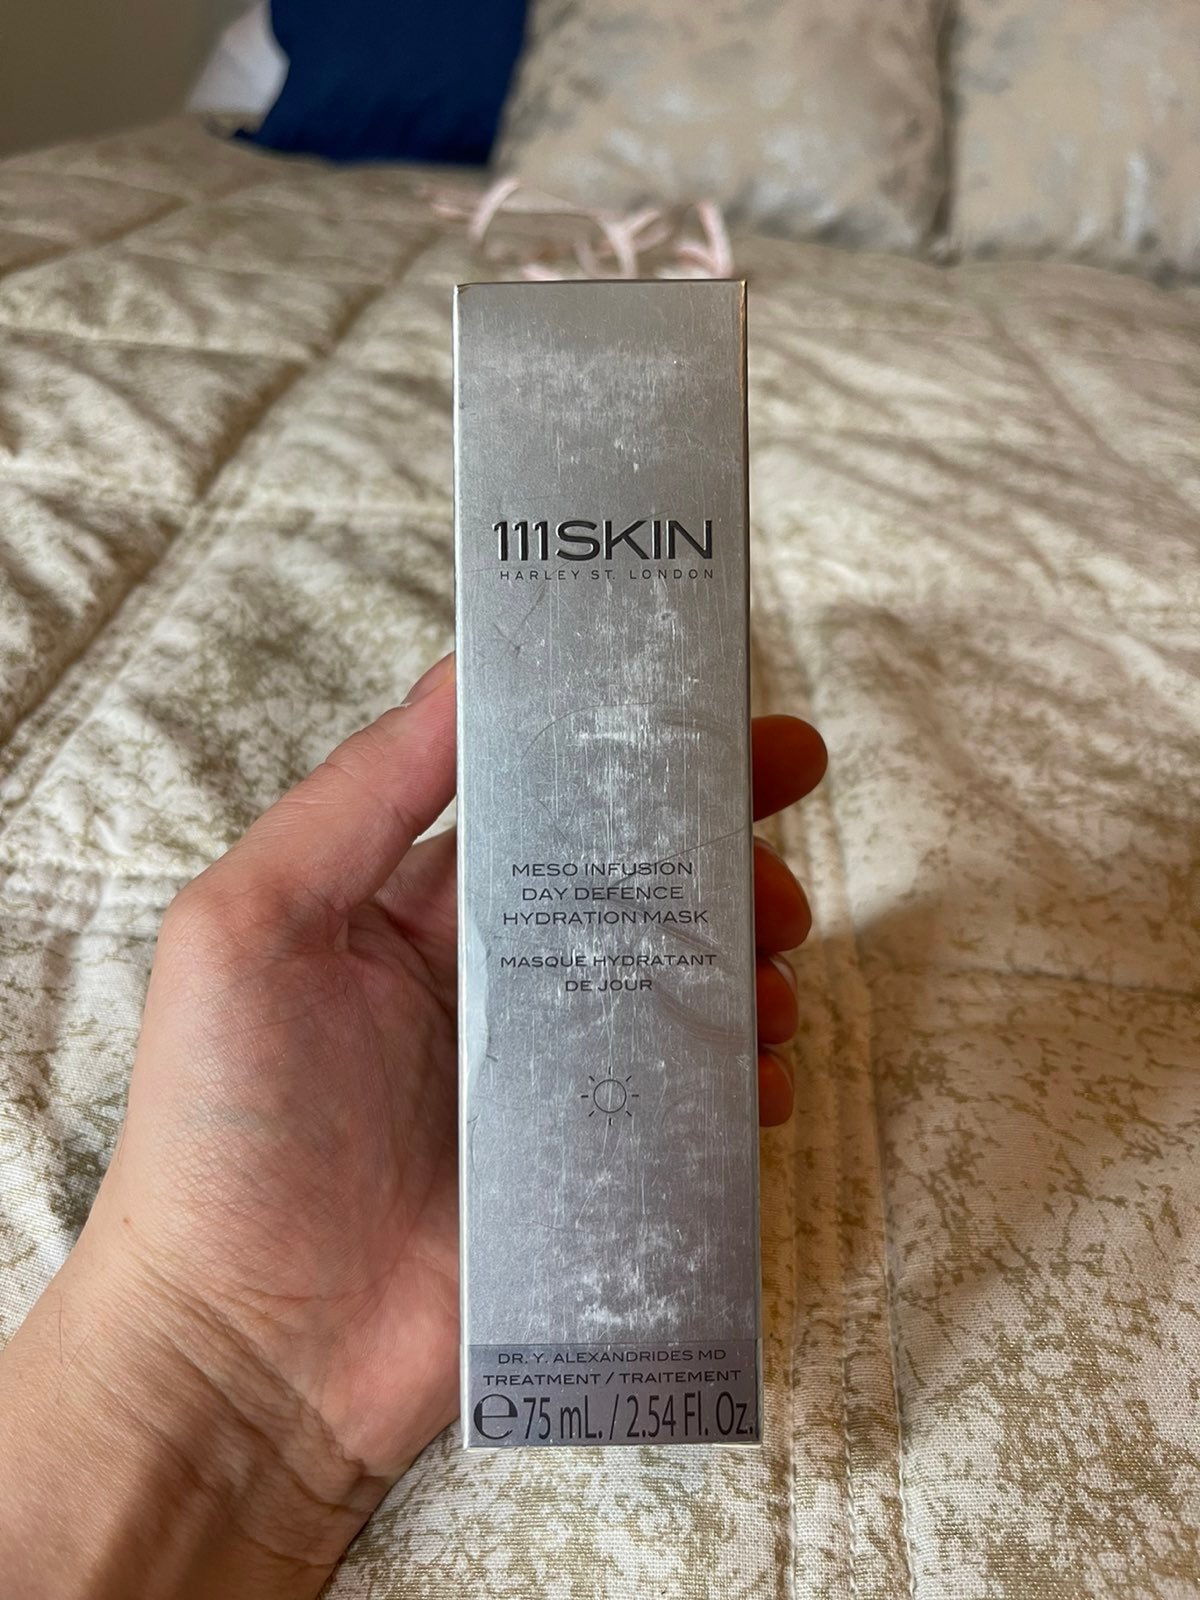 111SKIN
HARLEY ST. LONDON
MESO INFUSION
DAY DEFENCE
HYDRATION MASK
MASQUE HYDRATANT
DE JOUR
DR. Y. ALEXANDRIDES MD
TREATMENT / TRAITEMENT
℮ 75 mL. / 2.54 Fl. Oz.